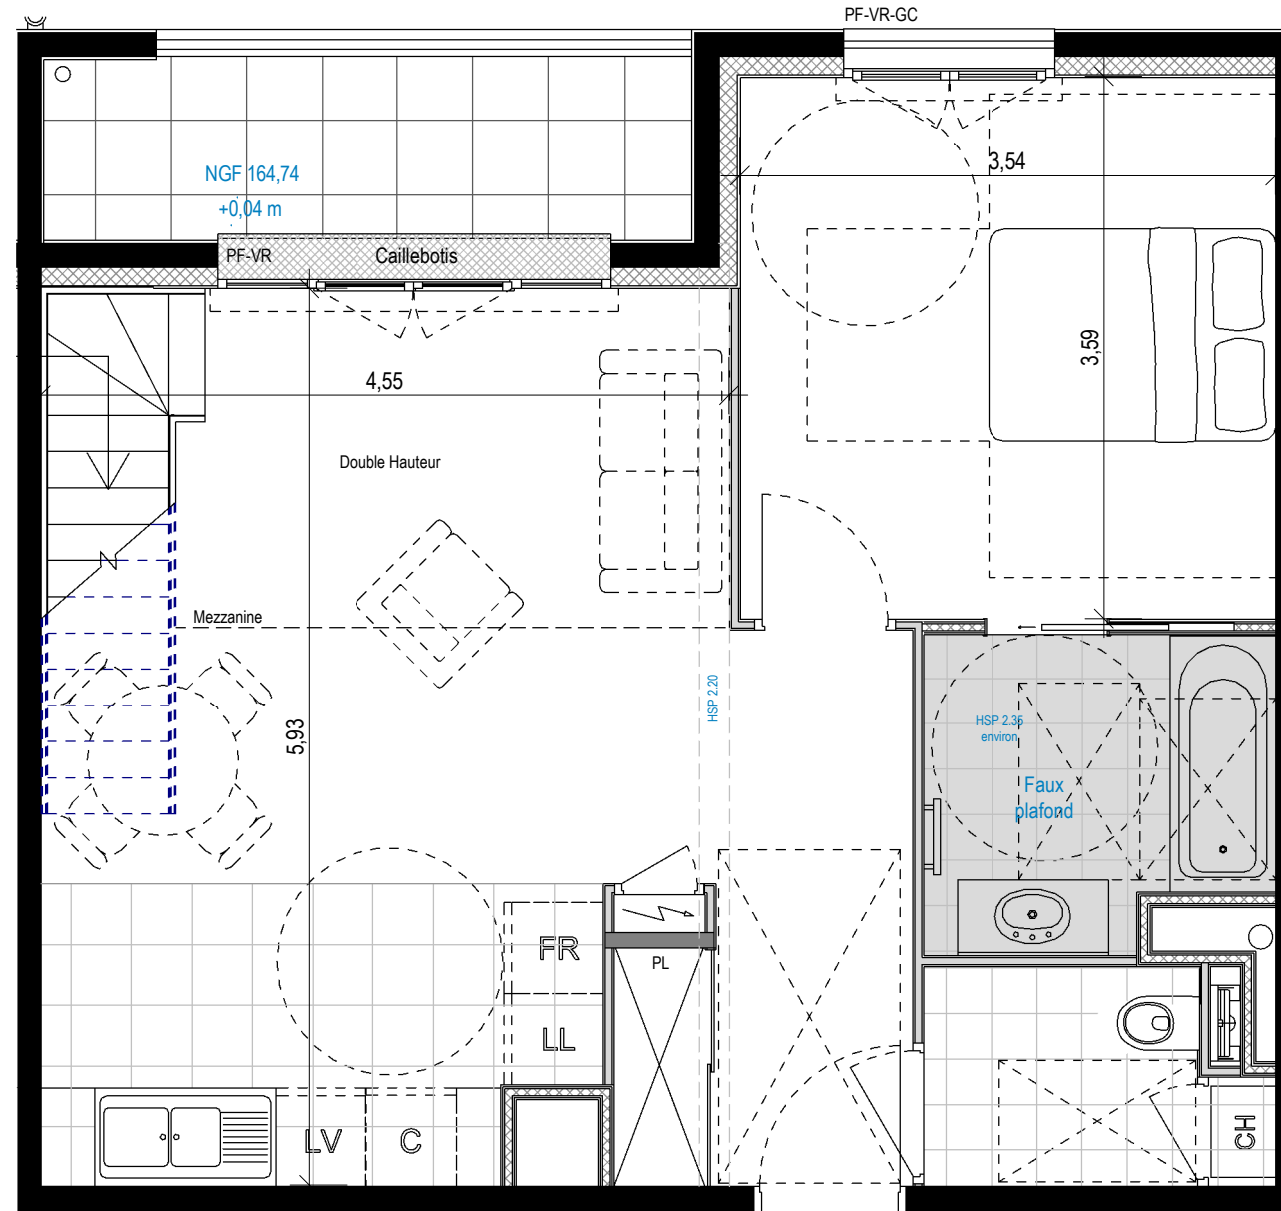 PF-VR-GC
3,54
NGF 164,74
+0,04 m
PF-VR
Caillebotis
3,59
4,55
Double Hauteur
Mezzanine
HSP 2.20
5,93
HSP 2.35
environ
Faux
plafond
FR
PL
LL
LV
C
CH